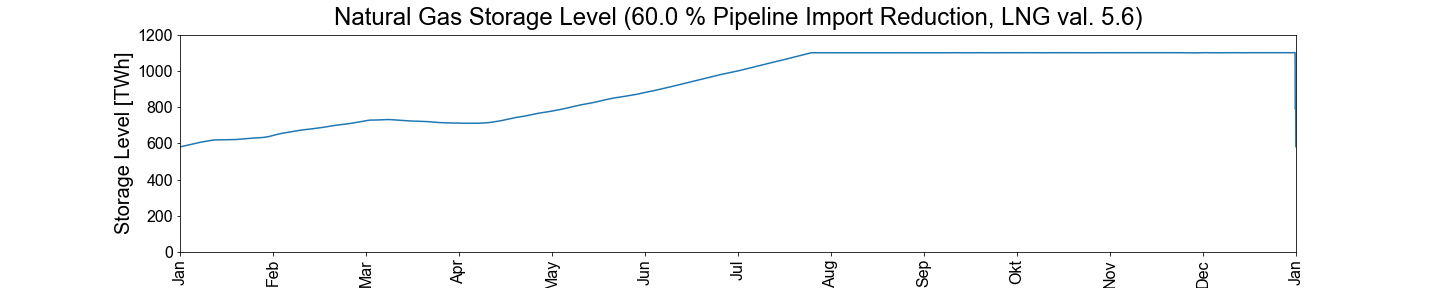 Natural Gas Storage Level (60.0 % Pipeline Import Reduction, LNG val. 5.6)
Storage Level [TWh]
1200
1000
800
600
400
200
0
Jan
Feb
Mar
Apr
May
Jun
Jul
Aug
Sep
Okt
Nov
Dec
Jan